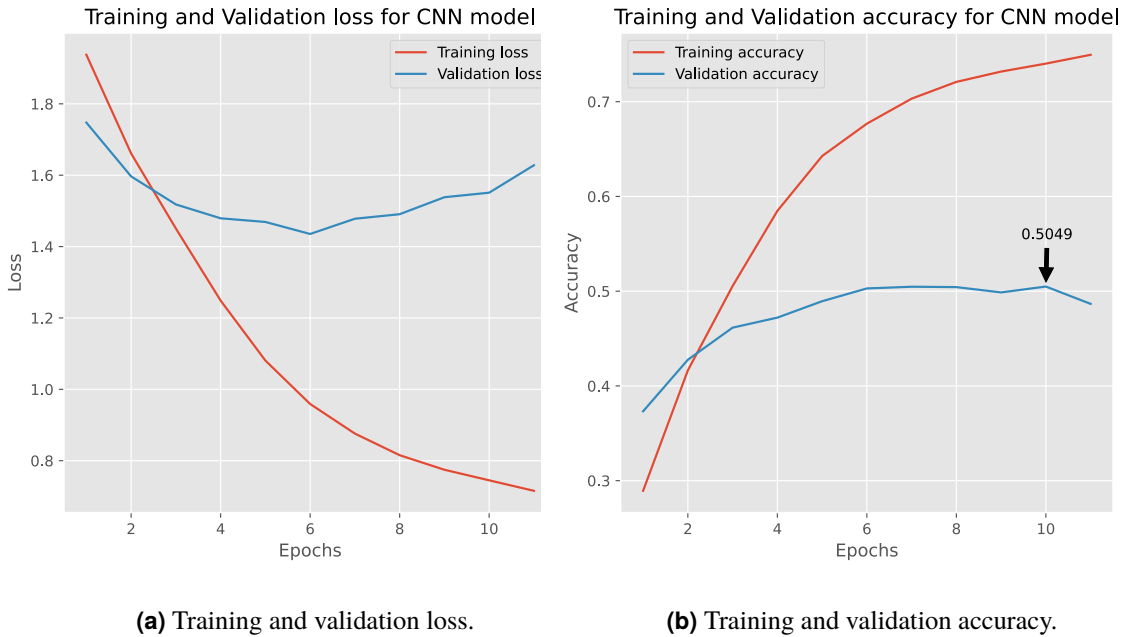 Training and Validation loss for CNN model
Training loss
Validation loss
1.8
1.6
1.4
1.2
1.0
0.8
Loss
2 4 6 8 10
Epochs
(a) Training and validation loss.
Training and Validation accuracy for CNN model
Training accuracy
Validation accuracy
0.7
0.6
0.5
0.4
0.3
Accuracy
0.5049
2 4 6 8 10
Epochs
(b) Training and validation accuracy.